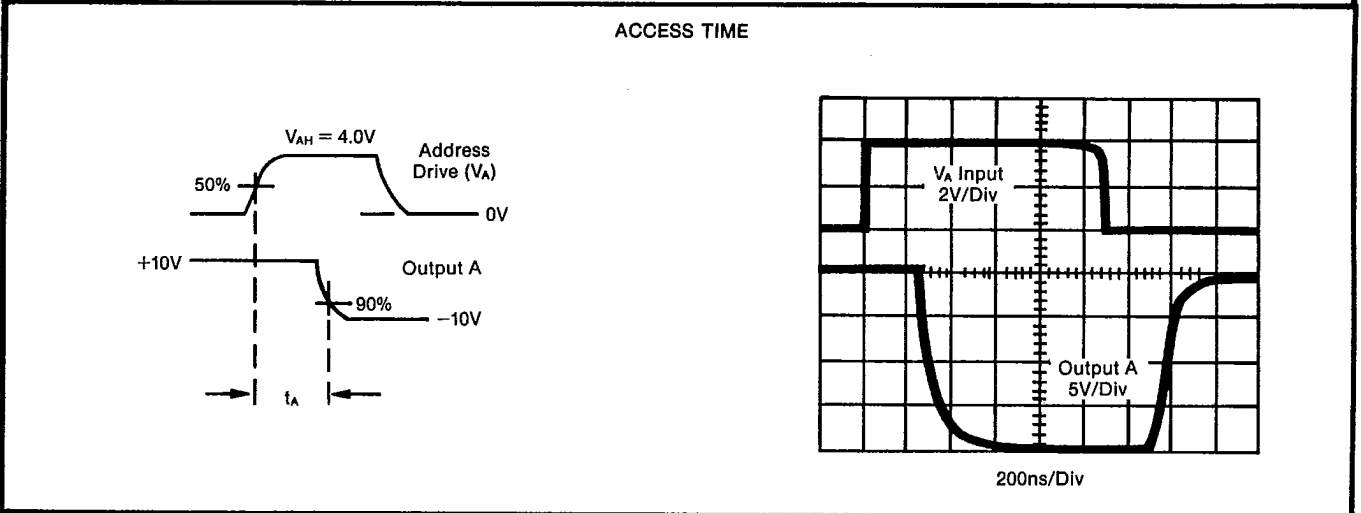 ACCESS TIME
VAH = 4.0V
Address
Drive (VA)
50%
0V
+10V
Output A
90%
−10V
tA
VA Input
2V/Div
Output A
5V/Div
200ns/Div